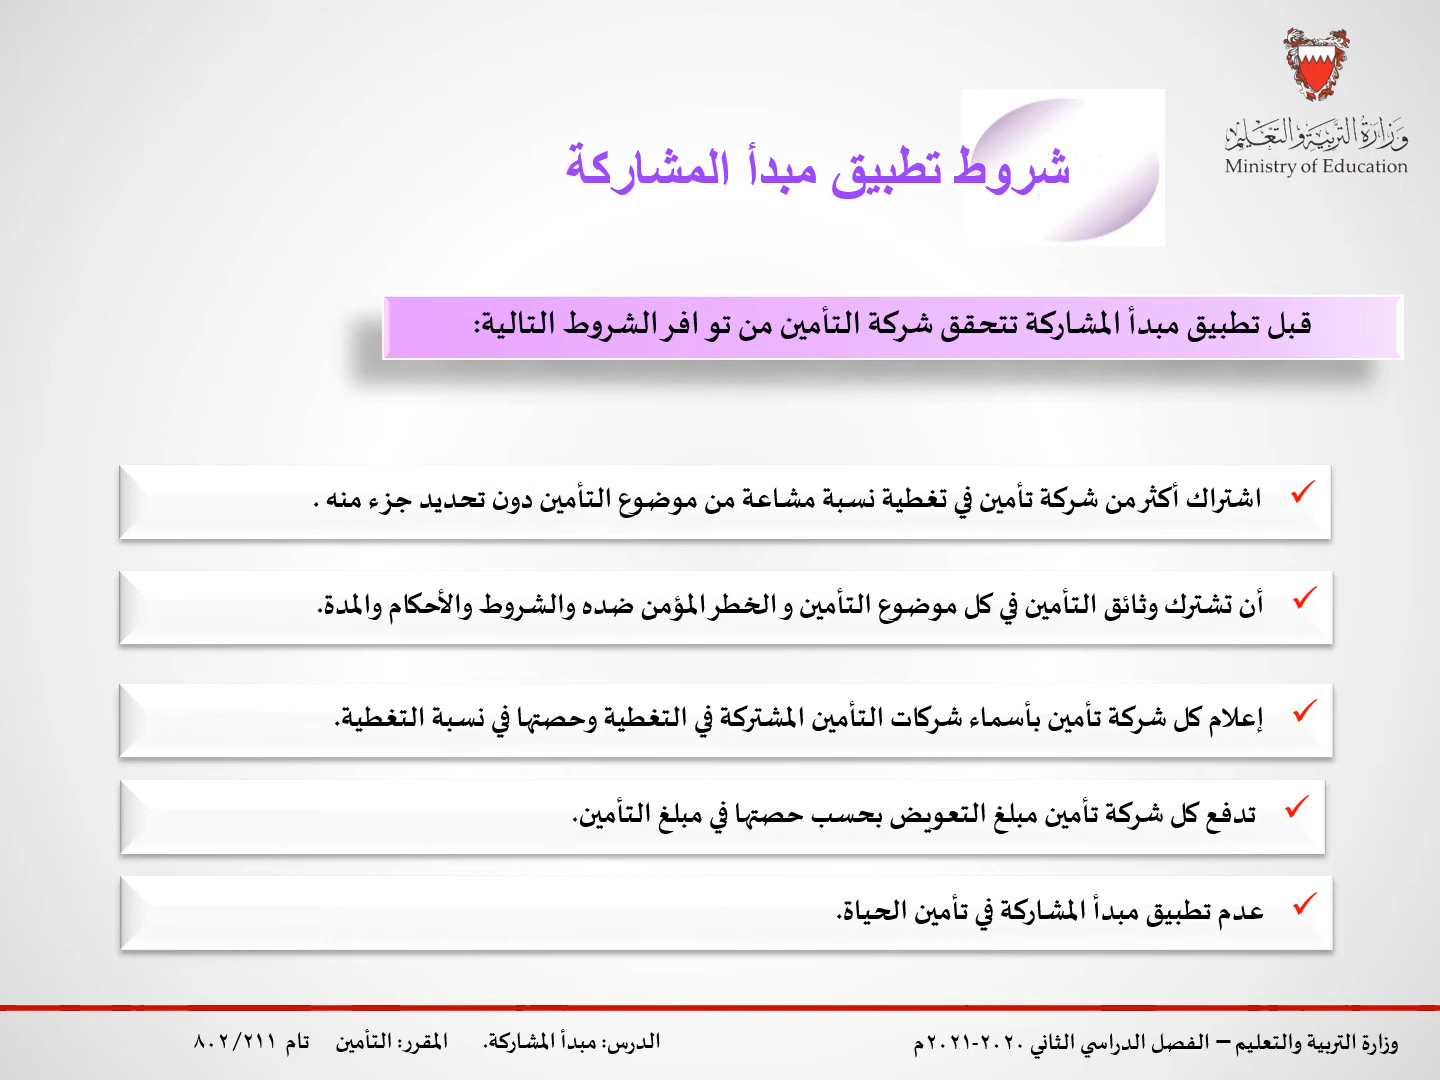 وزارة التربية والتعليم
Ministry of Education
شروط تطبيق مبدأ المشاركة
قبل تطبيق مبدأ المشاركة تتحقق شركة التأمين من تو افر الشروط التالية:
اشتراك أكثر من شركة تأمين في تغطية نسبة مشاعة من موضوع التأمين دون تحديد جزء منه .
أن تشترك وثائق التأمين في كل موضوع التأمين و الخطر المؤمن ضده والشروط والأحكام والمدة.
إعلام كل شركة تأمين بأسماء شركات التأمين المشتركة في التغطية وحصتها في نسبة التغطية.
تدفع كل شركة تأمين مبلغ التعويض بحسب حصتها في مبلغ التأمين.
عدم تطبيق مبدأ المشاركة في تأمين الحياة.
وزارة التربية والتعليم – الفصل الدراسي الثاني ٢٠٢٠-٢٠٢١م الدرس: مبدأ المشاركة. المقرر: التأمين تام ٨٠٢/٢١١